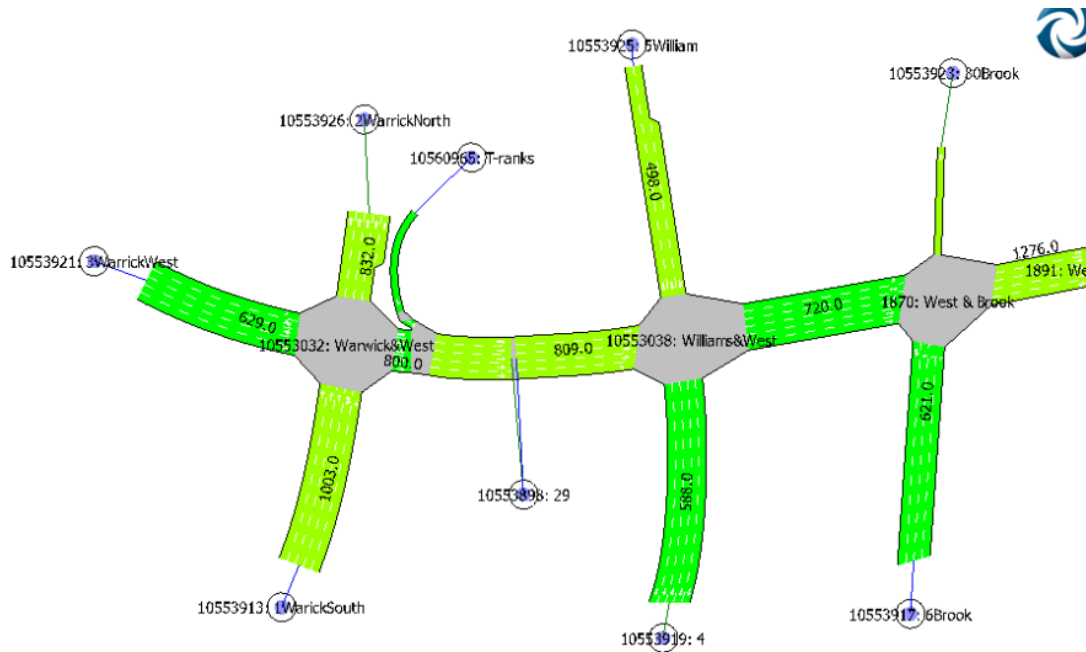 10553925: 5William
10553923: 30Brook
10553926: 2WarrickNorth
10560965: T-ranks
498.0
10553921: 3WarrickWest
832.0
1276.0
1891: We
629.0
720.0
1870: West & Brook
10553032: Warwick&West
809.0
10553038: Williams&West
800.0
621.0
1003.0
588.0
10553898: 29
10553913: 1WarickSouth
10553917: 6Brook
10553919: 4